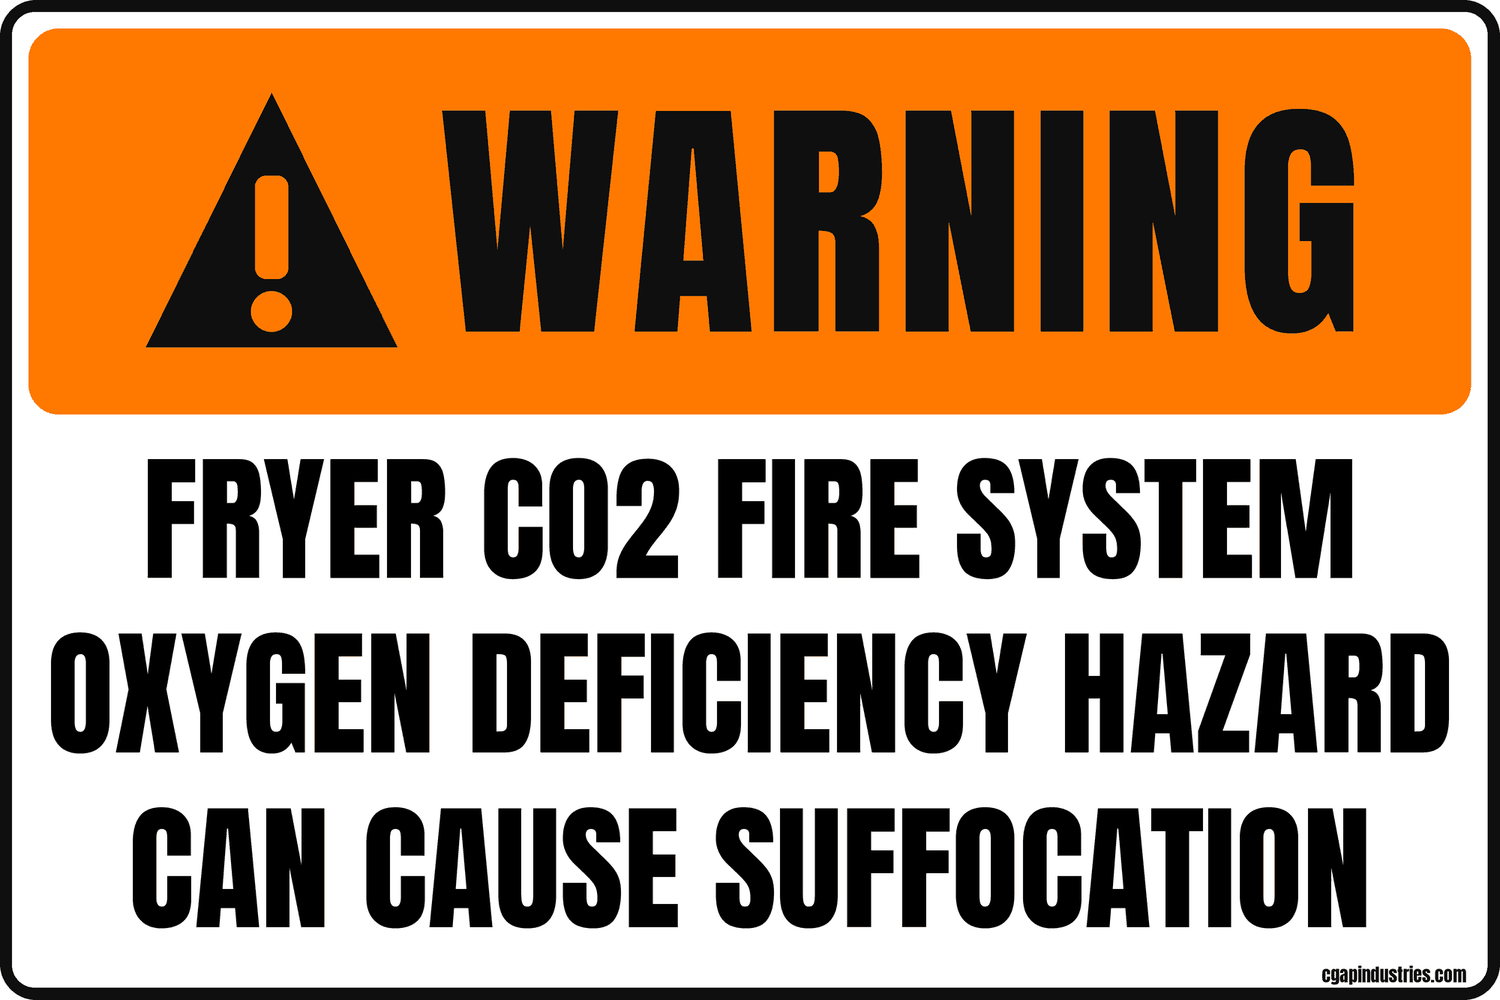 WARNING
FRYER CO2 FIRE SYSTEM
OXYGEN DEFICIENCY HAZARD
CAN CAUSE SUFFOCATION
cgapindustries.com